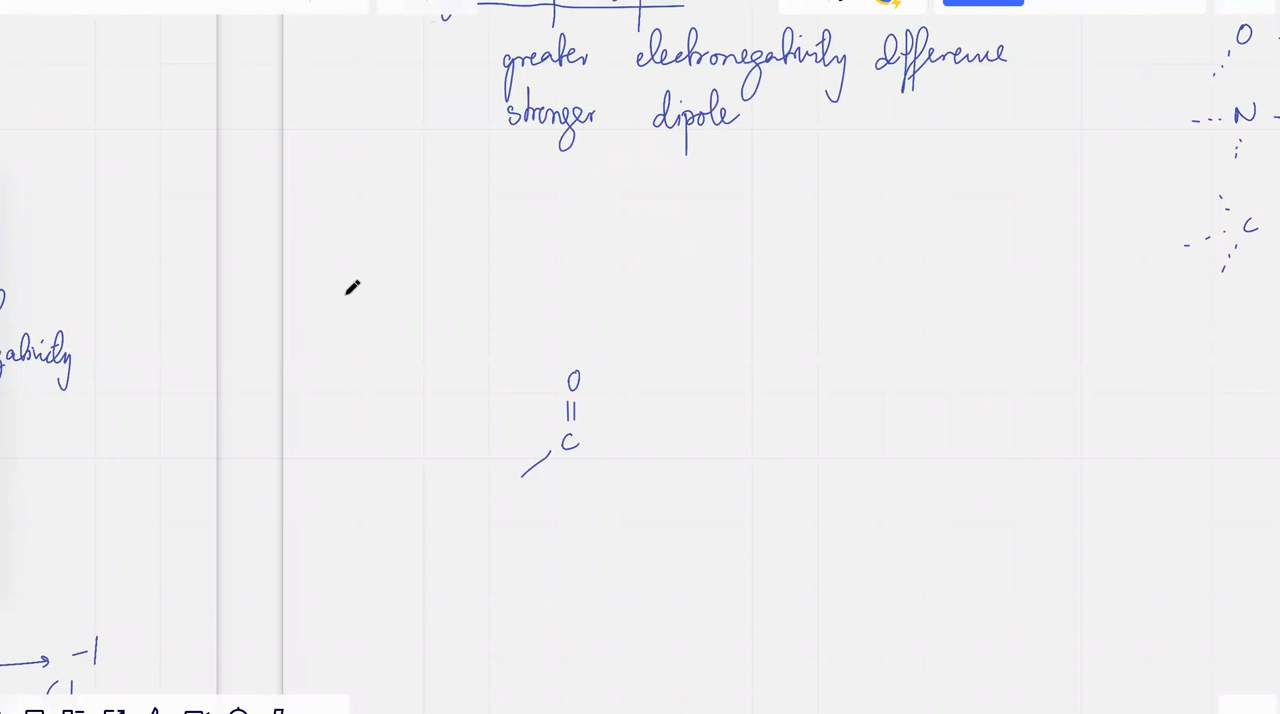 greater electronegativity difference
stronger dipole
O
N
C
O
||
C
→ -1